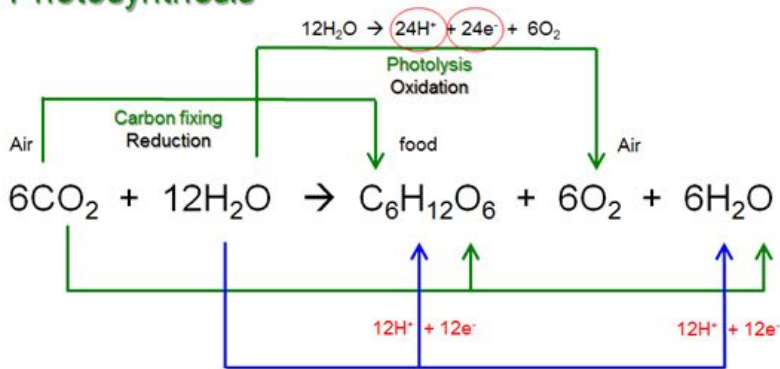 Photosynthesis
12H₂O → 24H⁺ + 24e⁻ + 6O₂
Photolysis
Oxidation
Carbon fixing
Reduction
Air
food
Air
6CO₂ + 12H₂O → C₆H₁₂O₆ + 6O₂ + 6H₂O
12H⁺ + 12e⁻
12H⁺ + 12e⁻